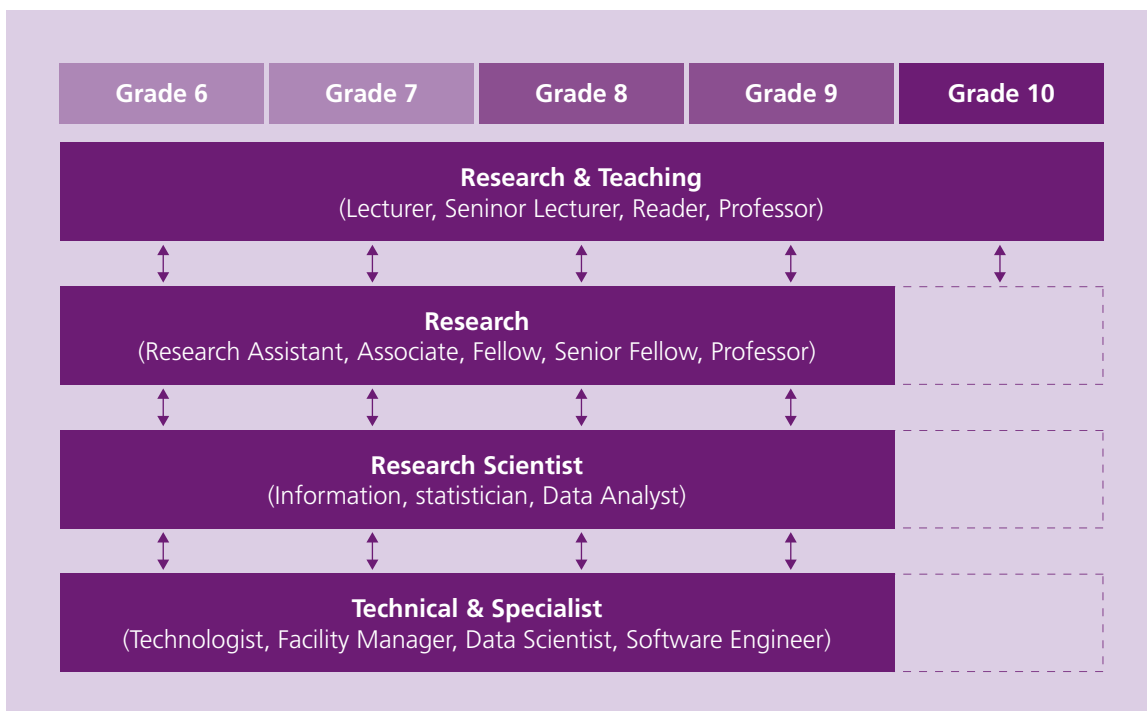 Grade 6 Grade 7 Grade 8 Grade 9 Grade 10
Research & Teaching
(Lecturer, Seninor Lecturer, Reader, Professor)
Research
(Research Assistant, Associate, Fellow, Senior Fellow, Professor)
Research Scientist
(Information, statistician, Data Analyst)
Technical & Specialist
(Technologist, Facility Manager, Data Scientist, Software Engineer)